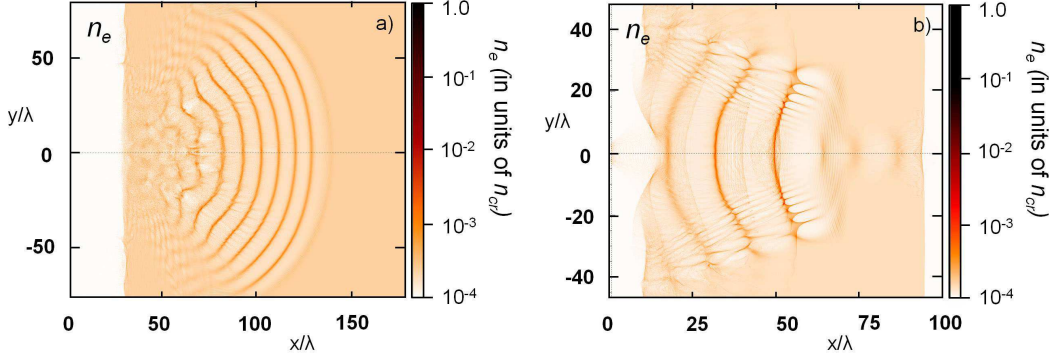 n_e
a)
50
0
-50
y/λ
0
50
100
150
x/λ
1.0
10^-1
10^-2
10^-3
10^-4
n_e (in units of n_cr)
n_e
b)
40
20
0
-20
-40
y/λ
0
25
50
75
100
x/λ
1.0
10^-1
10^-2
10^-3
10^-4
n_e (in units of n_cr)